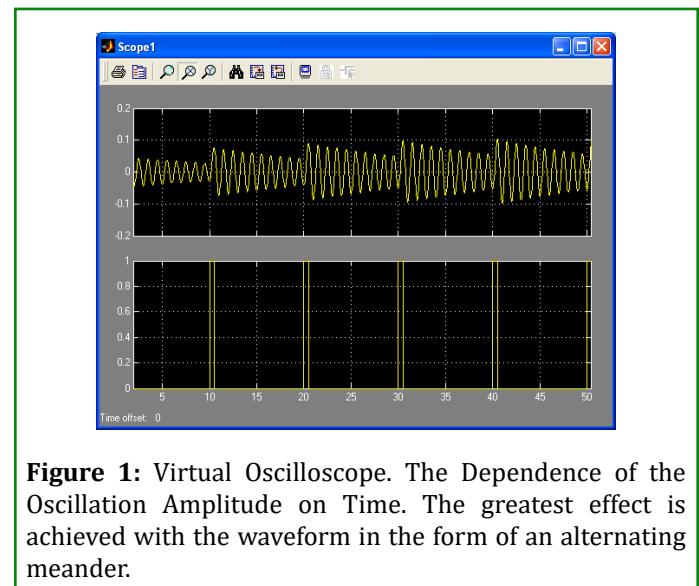 Scope1
0.2
0.1
0
-0.1
-0.2
1
0.8
0.6
0.4
0.2
0
5 10 15 20 25 30 35 40 45 50
Time offset: 0
Figure 1: Virtual Oscilloscope. The Dependence of the
Oscillation Amplitude on Time. The greatest effect is
achieved with the waveform in the form of an alternating
meander.